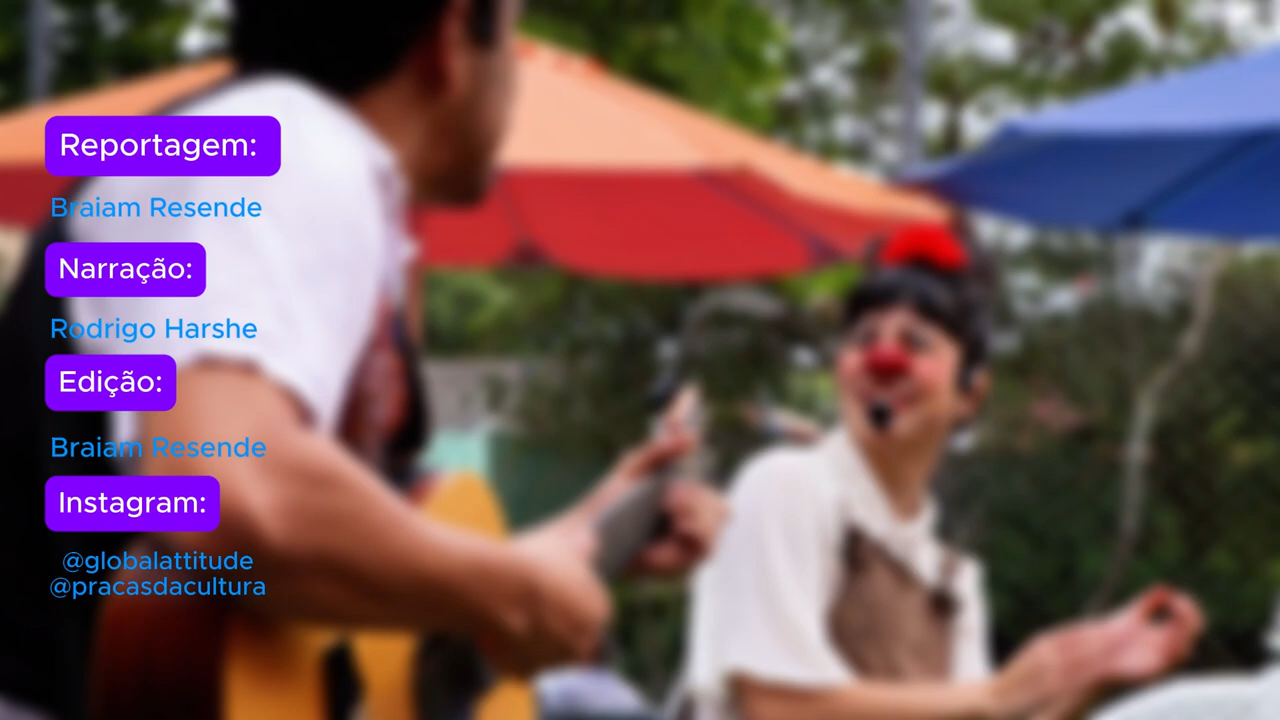 Reportagem:
Braiam Resende
Narração:
Rodrigo Harshe
Edição:
Braiam Resende
Instagram:
@globalattitude
@pracasdacultura